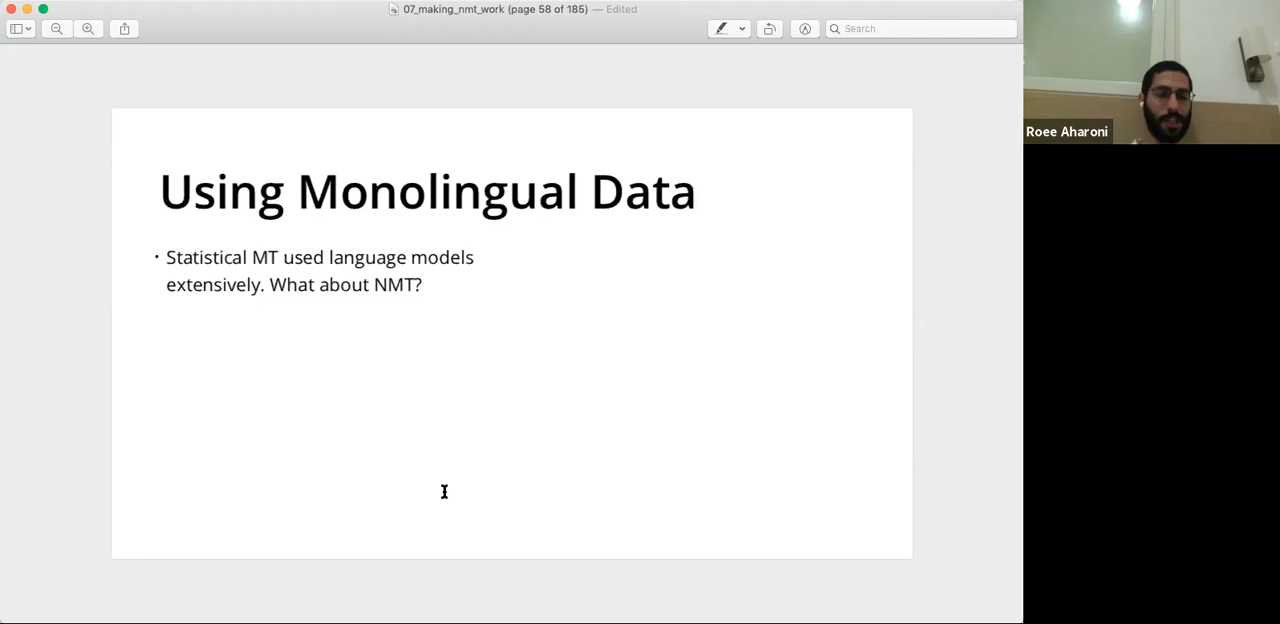 07_making_nmt_work (page 58 of 185) — Edited
Search
Roee Aharoni
Using Monolingual Data
• Statistical MT used language models
extensively. What about NMT?